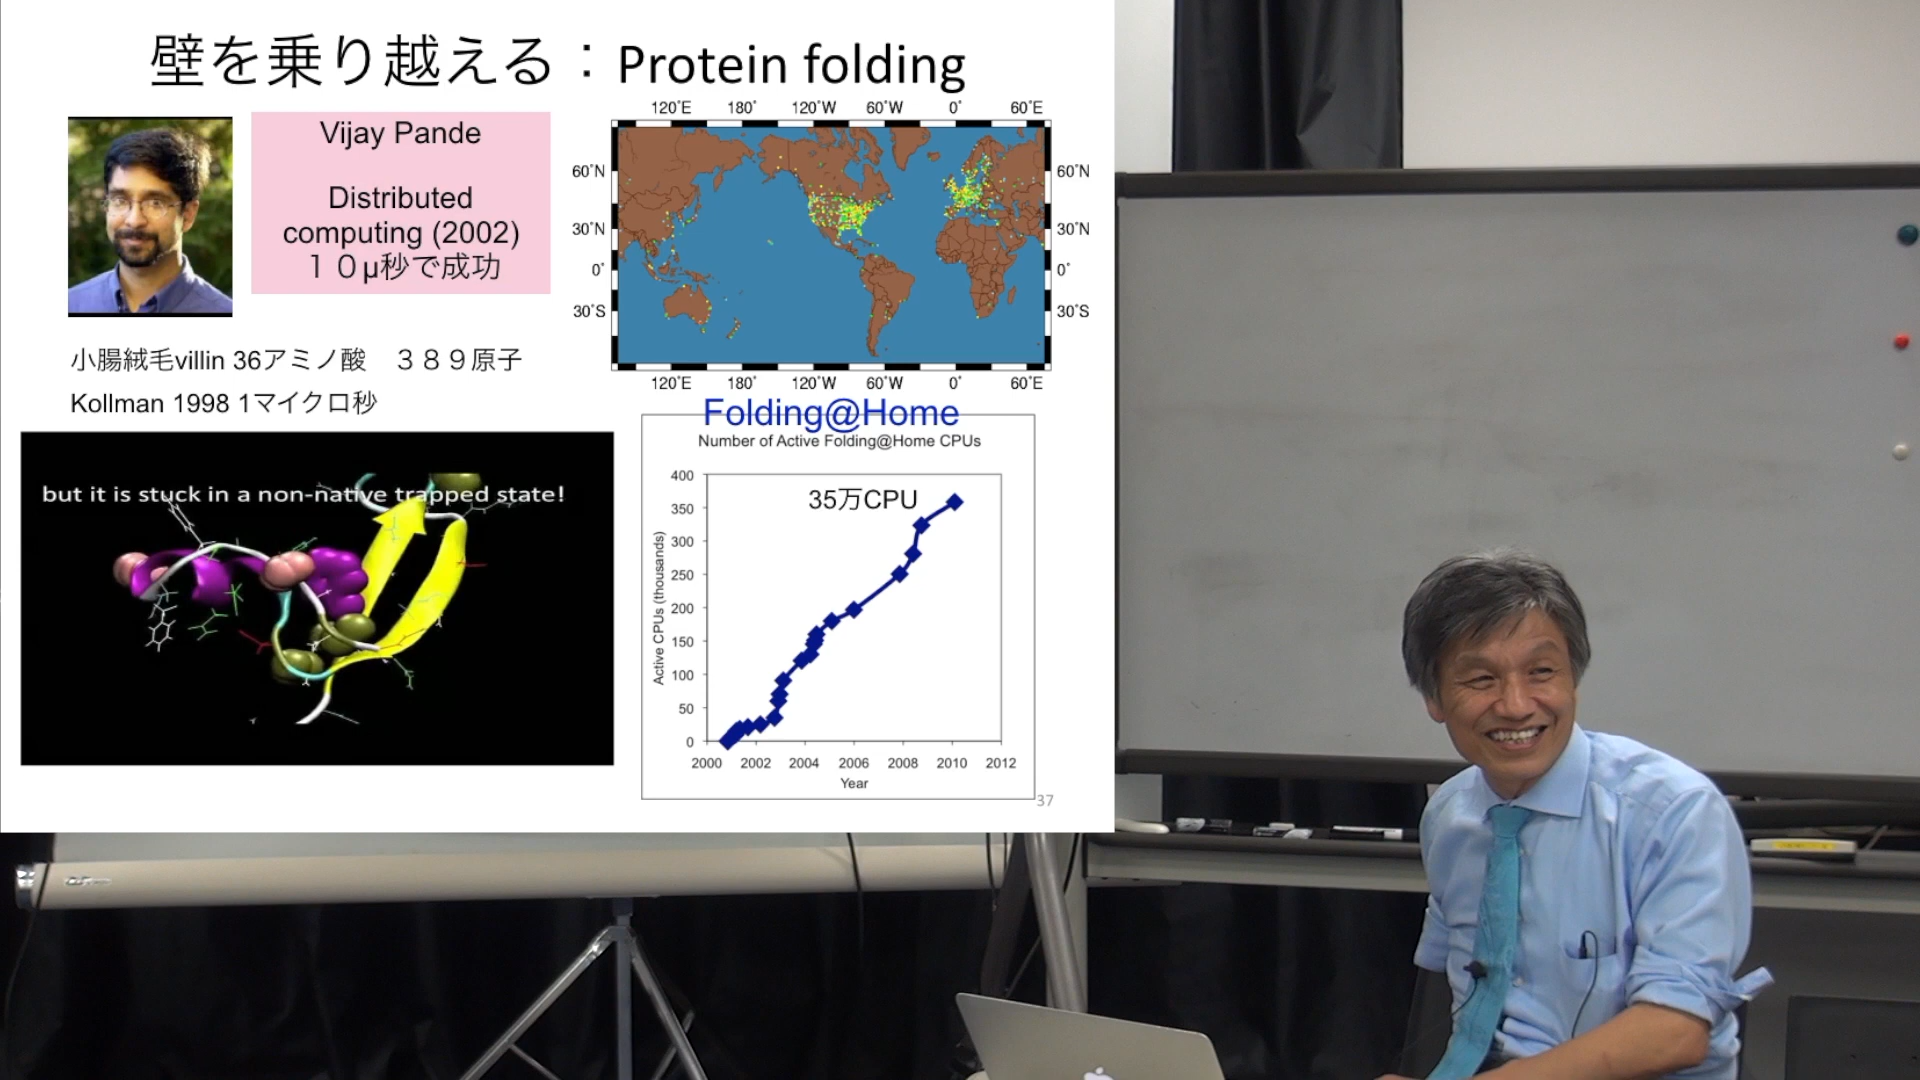 壁を乗り越える：Protein folding
Vijay Pande
Distributed
computing (2002)
１０μ秒で成功
小腸絨毛villin 36アミノ酸　３８９原子
Kollman 1998 1マイクロ秒
but it is stuck in a non-native trapped state!
120˚E 180˚ 120˚W 60˚W 0˚ 60˚E
60˚N 60˚N
30˚N 30˚N
0˚ 0˚
30˚S 30˚S
120˚E 180˚ 120˚W 60˚W 0˚ 60˚E
Folding@Home
Number of Active Folding@Home CPUs
35万CPU
Active CPUs (thousands)
400
350
300
250
200
150
100
50
0
2000 2002 2004 2006 2008 2010 2012
Year
37